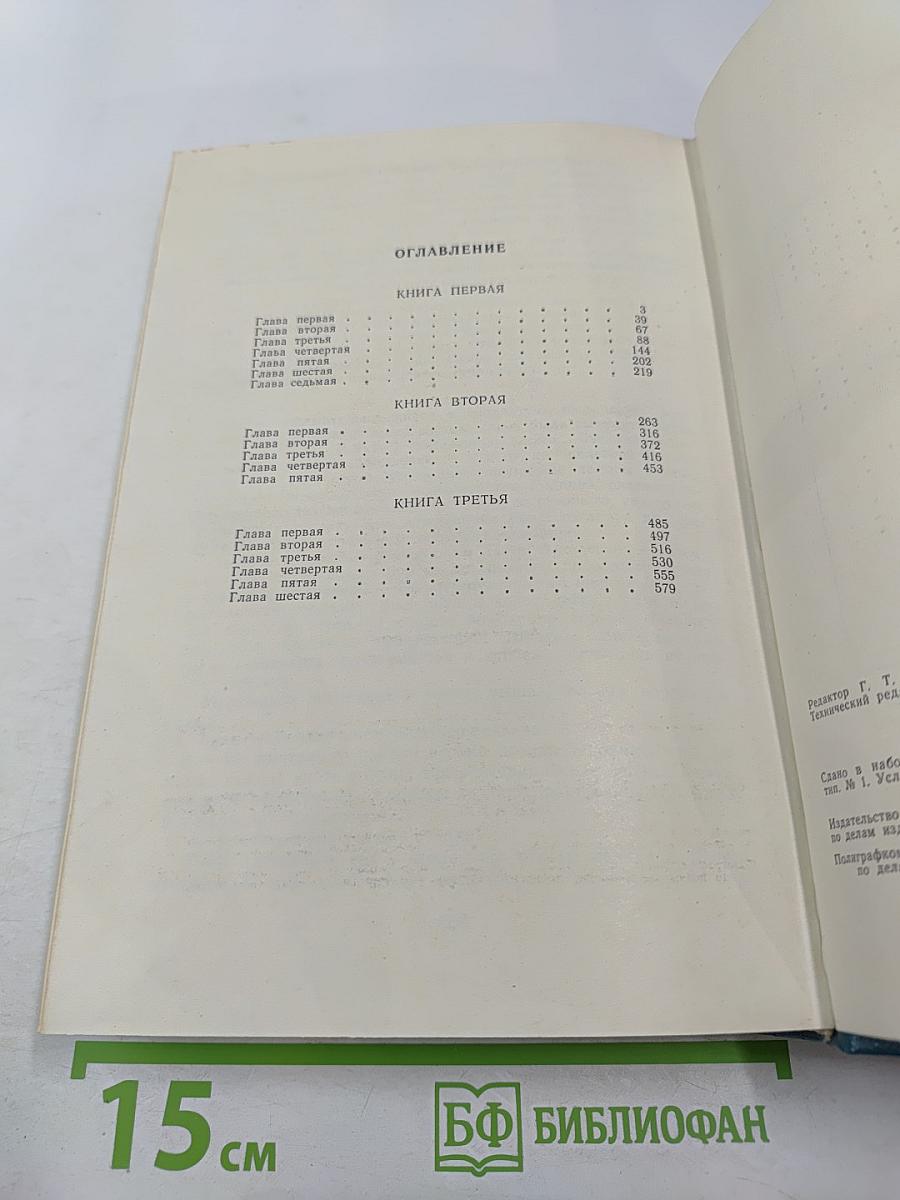 ОГЛАВЛЕНИЕ
КНИГА ПЕРВАЯ
Глава первая . . . . . . . . . . . . 3
Глава вторая . . . . . . . . . . . . 39
Глава третья . . . . . . . . . . . . 67
Глава четвертая . . . . . . . . . . . . 88
Глава пятая . . . . . . . . . . . . 144
Глава шестая . . . . . . . . . . . . 202
Глава седьмая . . . . . . . . . . . . 219
КНИГА ВТОРАЯ
Глава первая . . . . . . . . . . . . 263
Глава вторая . . . . . . . . . . . . 316
Глава третья . . . . . . . . . . . . 372
Глава четвертая . . . . . . . . . . . . 416
Глава пятая . . . . . . . . . . . . 453
КНИГА ТРЕТЬЯ
Глава первая . . . . . . . . . . . . . 485
Глава вторая . . . . . . . . . . . . . 497
Глава третья . . . . . . . . . . . . . 516
Глава четвертая . . . . . . . . . . . . 530
Глава пятая . . . . . . . . . . . . . 555
Глава шестая . . . . . . . . . . . . . 579
Редактор Г. Т.
Технический ред
Сдано в набо
тип. № 1. Усл
Издательство
по делам изд
Полиграфком
по дел
15 см
БФ БИБЛИОФАН